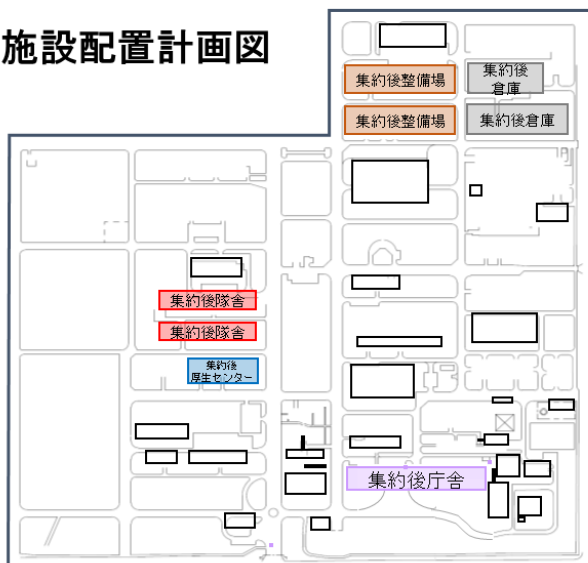 施設配置計画図
集約後整備場
集約後
倉庫
集約後整備場
集約後倉庫
集約後隊舎
集約後隊舎
集約後
厚生センター
集約後庁舎